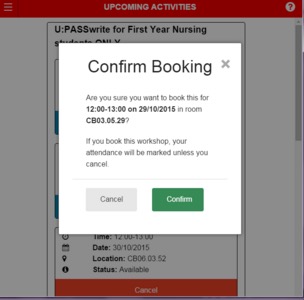 UPCOMING ACTIVITIES
U:PASSwrite for First Year Nursing
students ONLY
Confirm Booking ×
Are you sure you want to book this for
12:00-13:00 on 29/10/2015 in room
CB03.05.29?
If you book this workshop, your
attendance will be marked unless you
cancel.
Cancel Confirm
Time: 12:00-13:00
Date: 30/10/2015
Location: CB06.03.52
Status: Available
Cancel